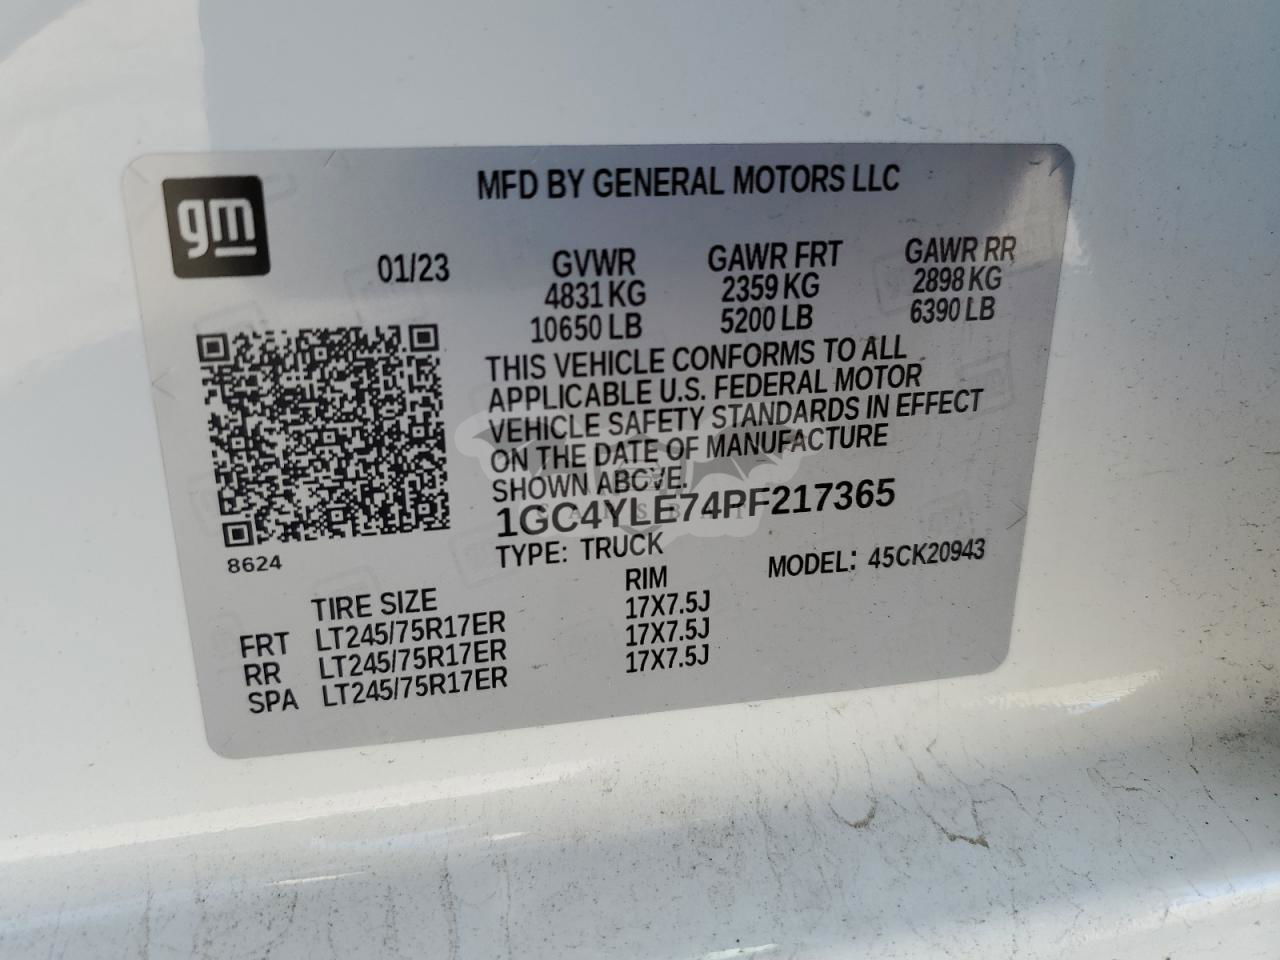 gm
MFD BY GENERAL MOTORS LLC
01/23
GVWR GAWR FRT GAWR RR
4831 KG 2359 KG 2898 KG
10650 LB 5200 LB 6390 LB
THIS VEHICLE CONFORMS TO ALL
APPLICABLE U.S. FEDERAL MOTOR
VEHICLE SAFETY STANDARDS IN EFFECT
ON THE DATE OF MANUFACTURE
SHOWN ABOVE.
1GC4YLE74PF217365
TYPE: TRUCK MODEL: 45CK20943
8624
TIRE SIZE RIM
FRT LT245/75R17ER 17X7.5J
RR LT245/75R17ER 17X7.5J
SPA LT245/75R17ER 17X7.5J